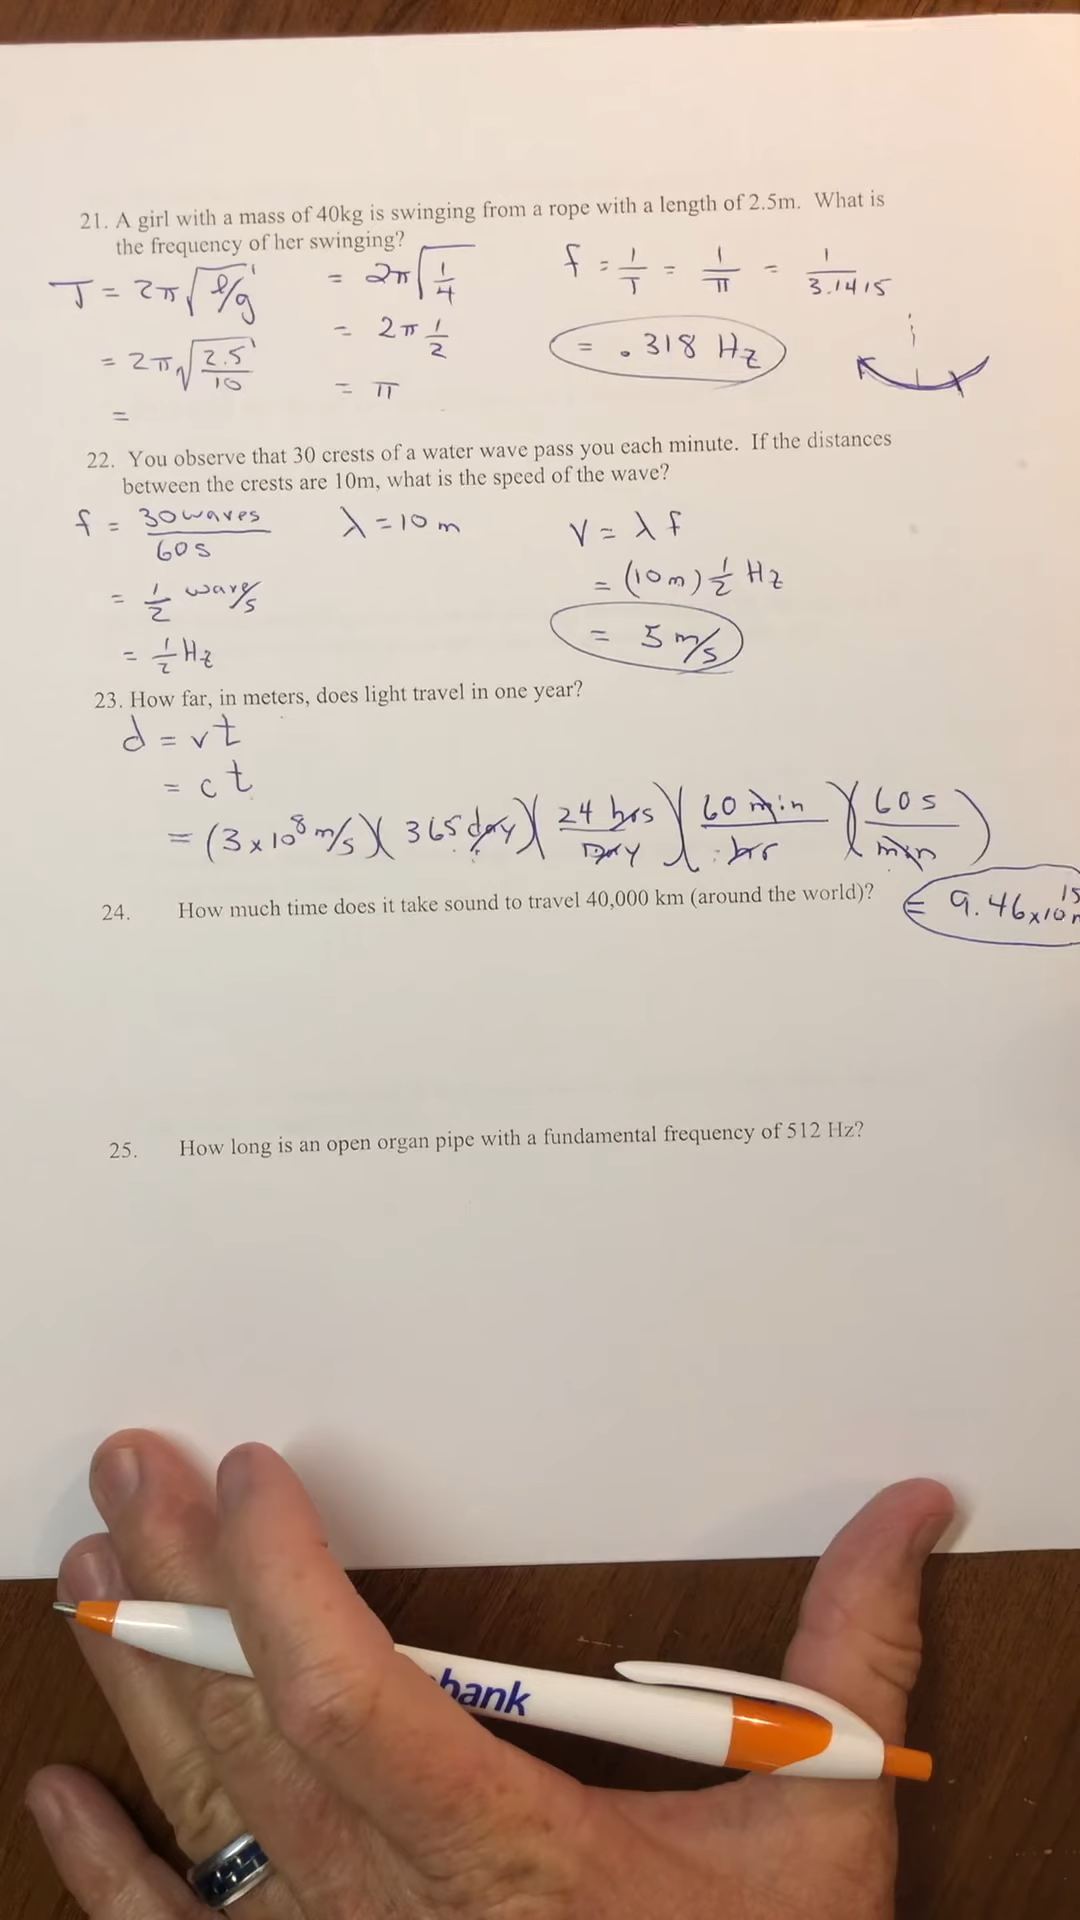 21. A girl with a mass of 40kg is swinging from a rope with a length of 2.5m. What is
the frequency of her swinging?
T = 2π√l/g = 2π√1/4 f = 1/T = 1/π = 1/3.1415
= 2π√2.5/10 = 2π 1/2 = .318 Hz
= = π
22. You observe that 30 crests of a water wave pass you each minute. If the distances
between the crests are 10m, what is the speed of the wave?
f = 30 waves/60 s λ = 10 m V = λ f
= 1/2 wave/s = (10 m) 1/2 Hz
= 1/2 Hz = 5 m/s
23. How far, in meters, does light travel in one year?
d = vt
= ct
= (3 x 10⁸ m/s)(365 day)(24 hrs/Day)(60 min/hr)(60 s/min)
= 9.46 x 10¹⁵ m
24. How much time does it take sound to travel 40,000 km (around the world)?
25. How long is an open organ pipe with a fundamental frequency of 512 Hz?
bank